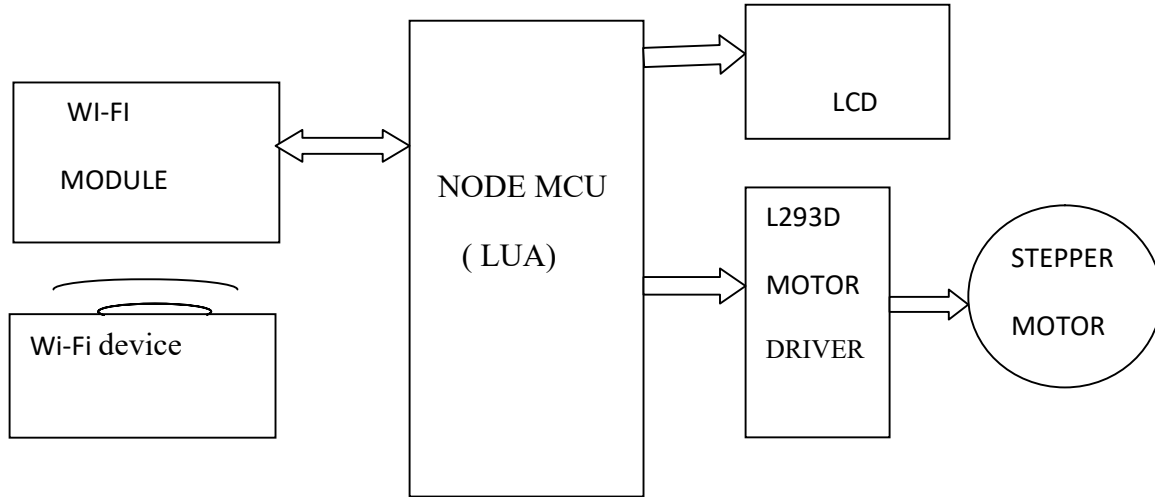 WI-FI
MODULE
Wi-Fi device
NODE MCU
( LUA)
LCD
L293D
MOTOR
DRIVER
STEPPER
MOTOR